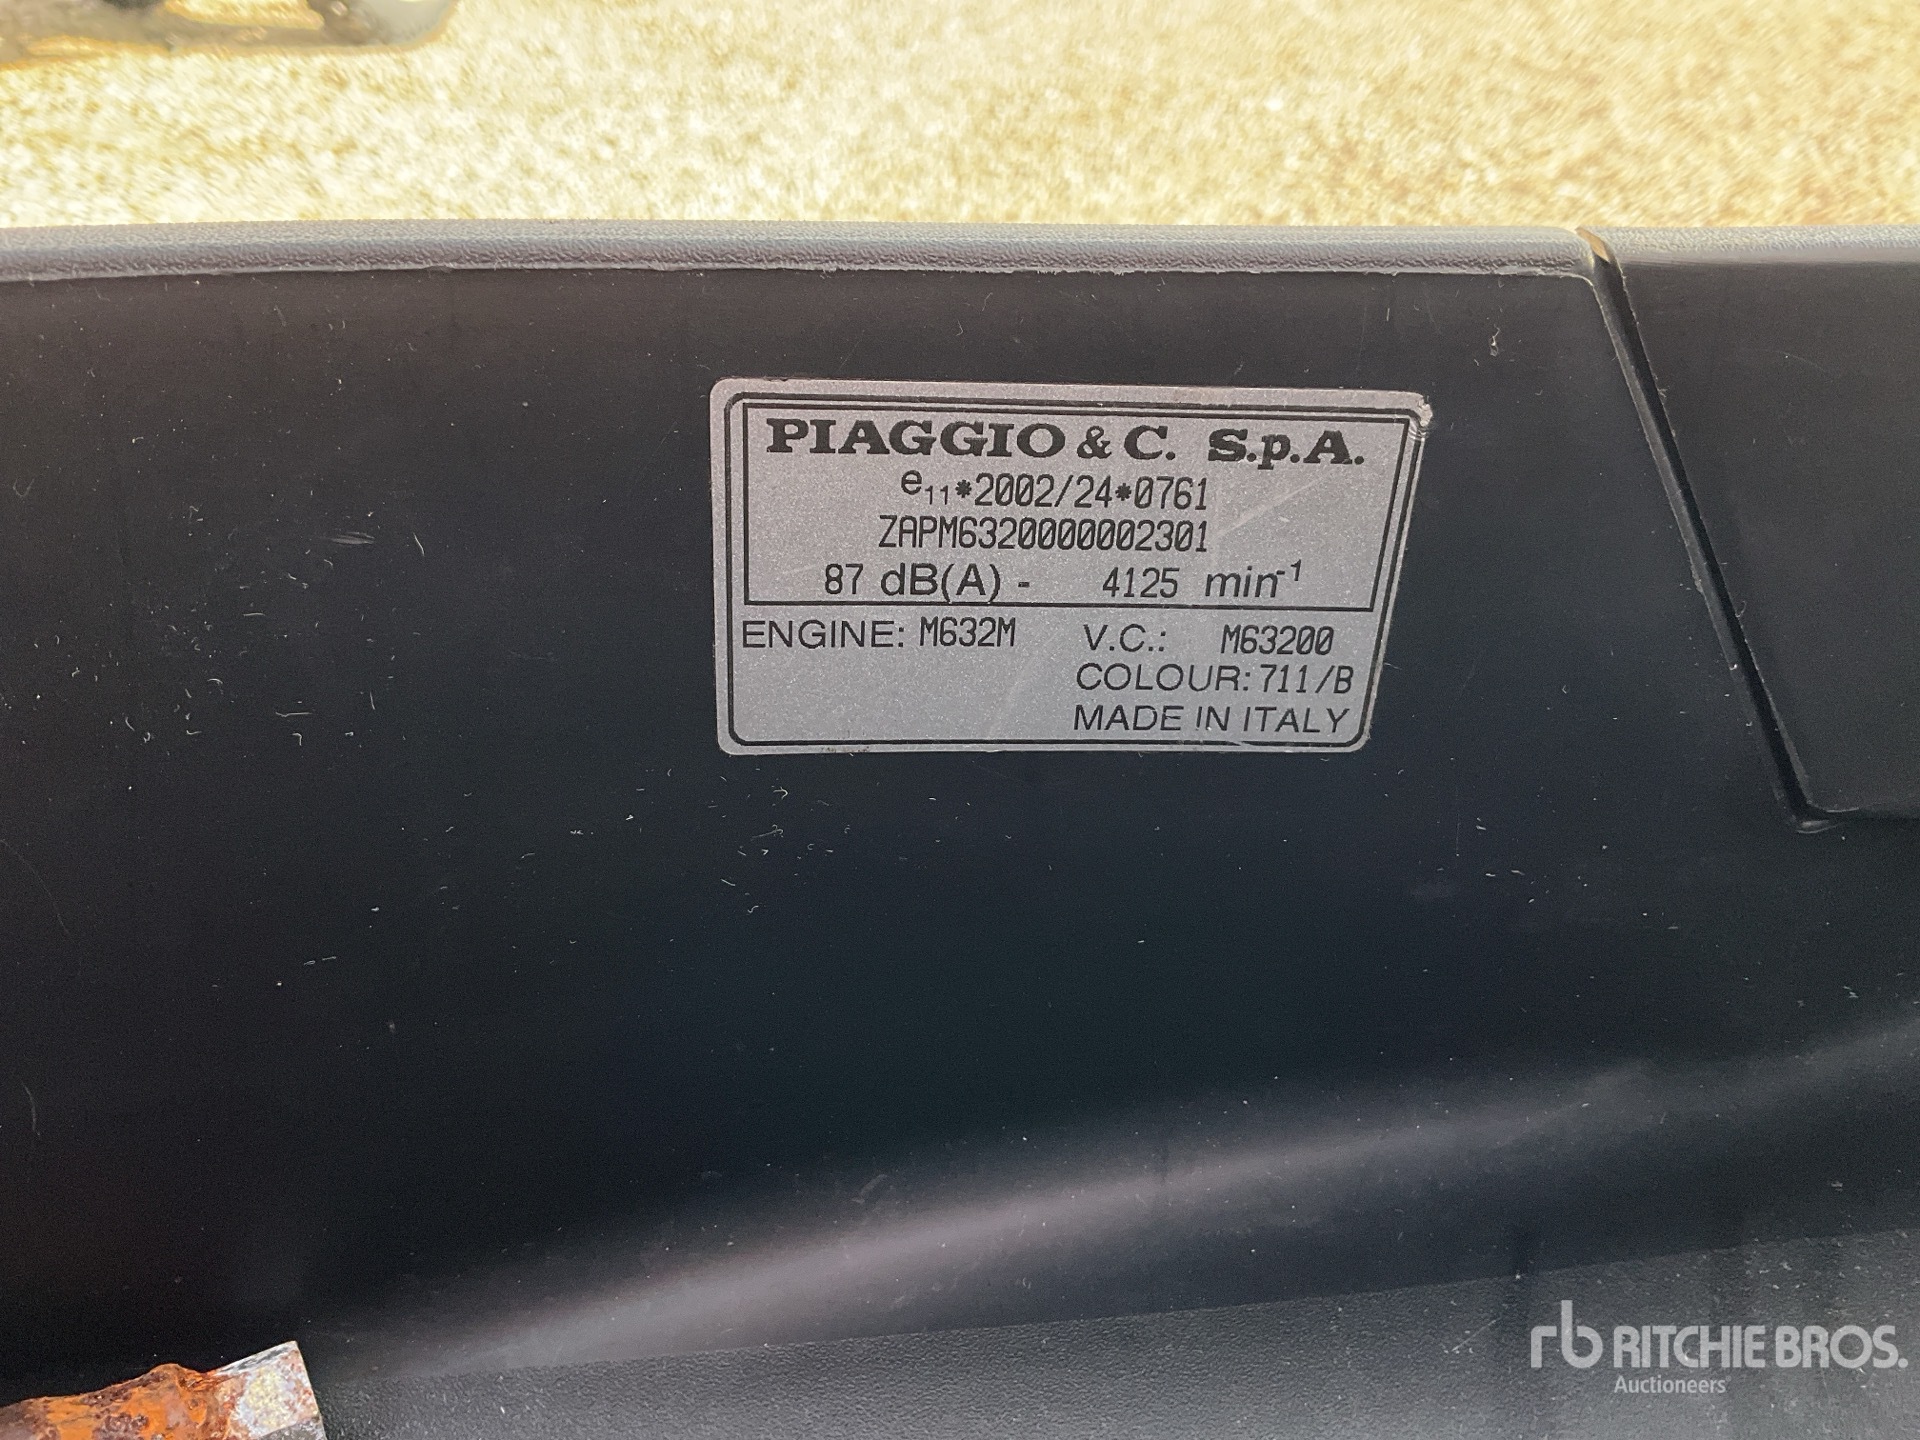 PIAGGIO & C. S.p.A.
e11*2002/24*0761
ZAPM6320000002301
87 dB(A) - 4125 min-1
ENGINE: M632M V.C.: M63200
COLOUR: 711/B
MADE IN ITALY
rb RITCHIE BROS.
Auctioneers